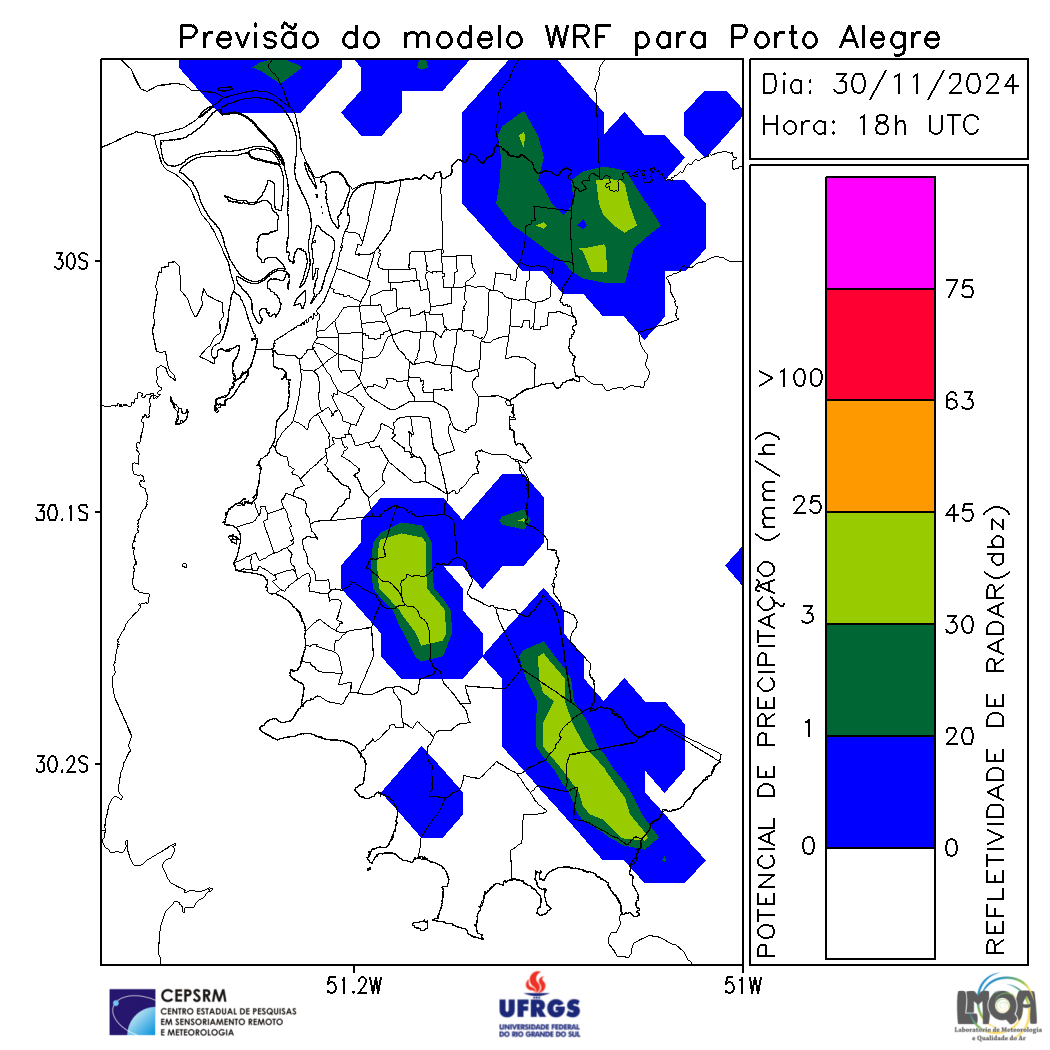 Previsão do modelo WRF para Porto Alegre
Dia: 30/11/2024
Hora: 18h UTC
30S
30.1S
30.2S
51.2W
51W
POTENCIAL DE PRECIPITAÇÃO (mm/h)
>100
25
3
1
0
75
63
45
30
20
0
REFLETIVIDADE DE RADAR(dbz)
CEPSRM
CENTRO ESTADUAL DE PESQUISAS
EM SENSORIAMENTO REMOTO
E METEOROLOGIA
UFRGS
UNIVERSIDADE FEDERAL
DO RIO GRANDE DO SUL
LMQA
Laboratório de Meteorologia
e Qualidade do Ar